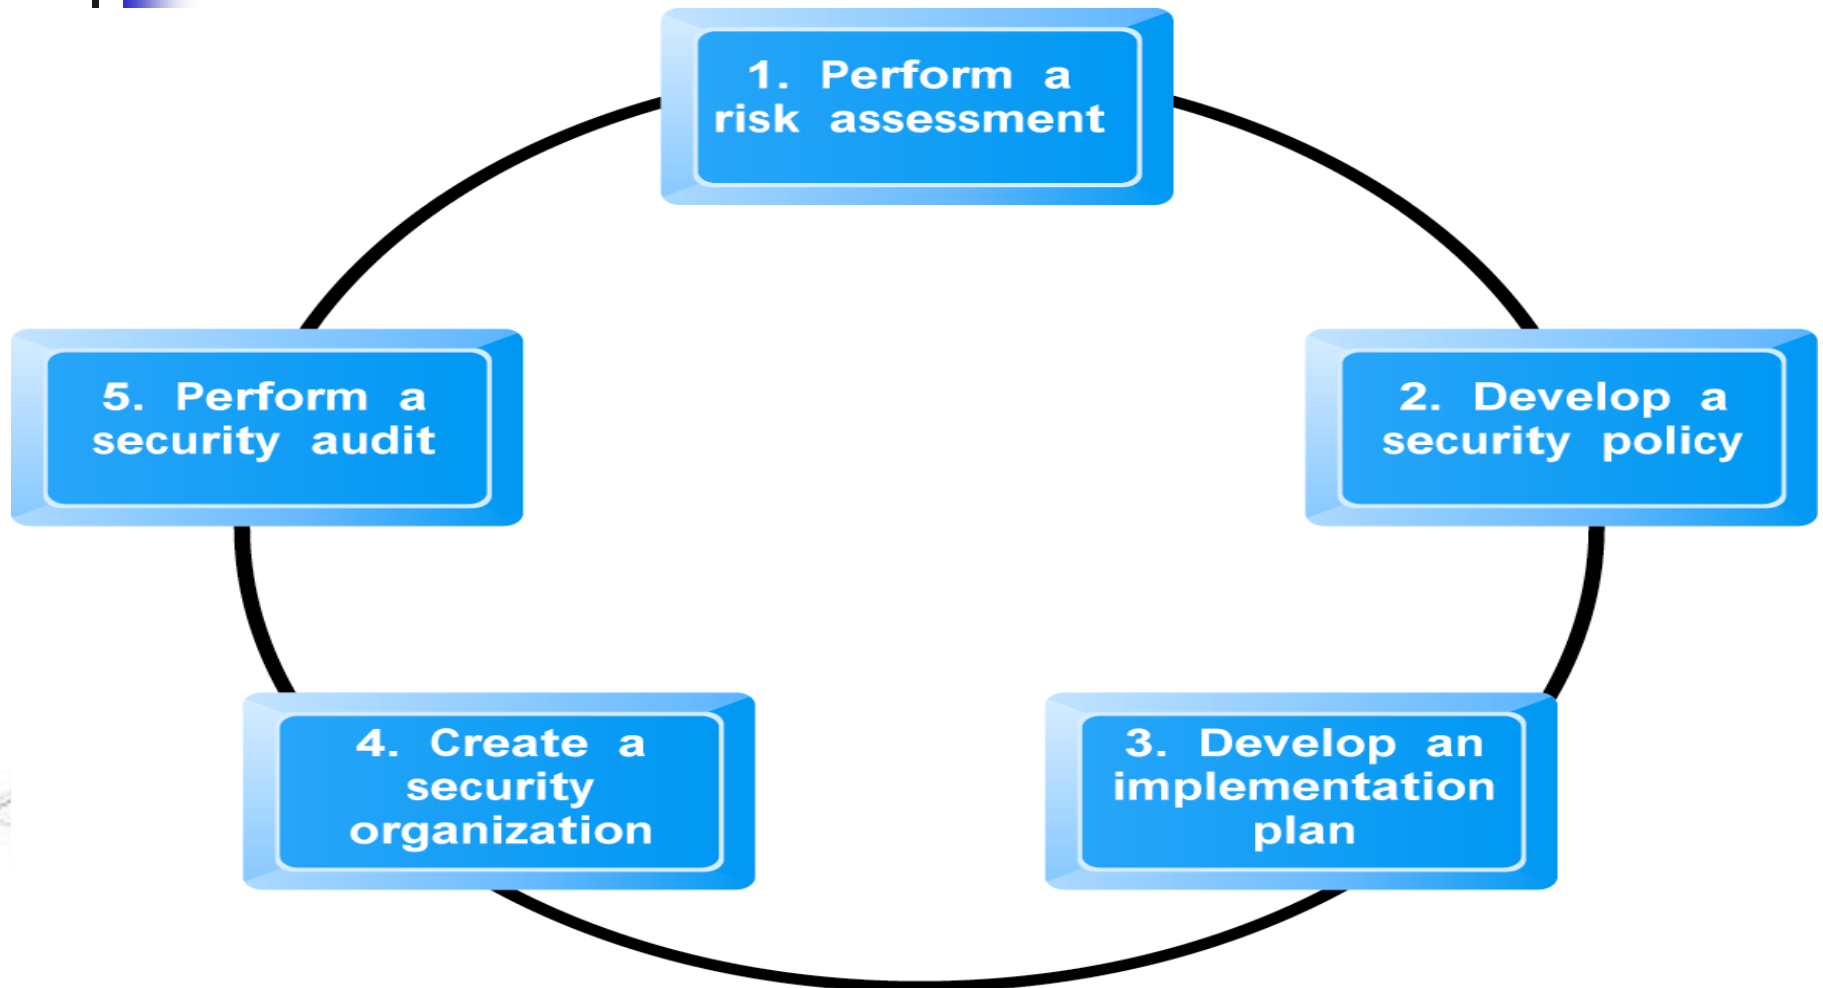 1. Perform a
risk assessment
2. Develop a
security policy
3. Develop an
implementation
plan
4. Create a
security
organization
5. Perform a
security audit